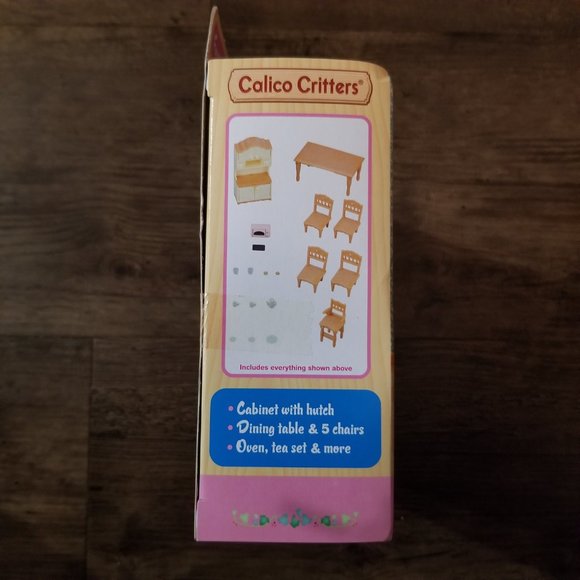 Calico Critters®
Includes everything shown above
• Cabinet with hutch
• Dining table & 5 chairs
• Oven, tea set & more